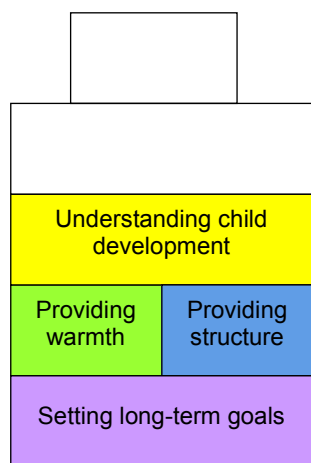 Understanding child
development
Providing
warmth
Providing
structure
Setting long-term goals